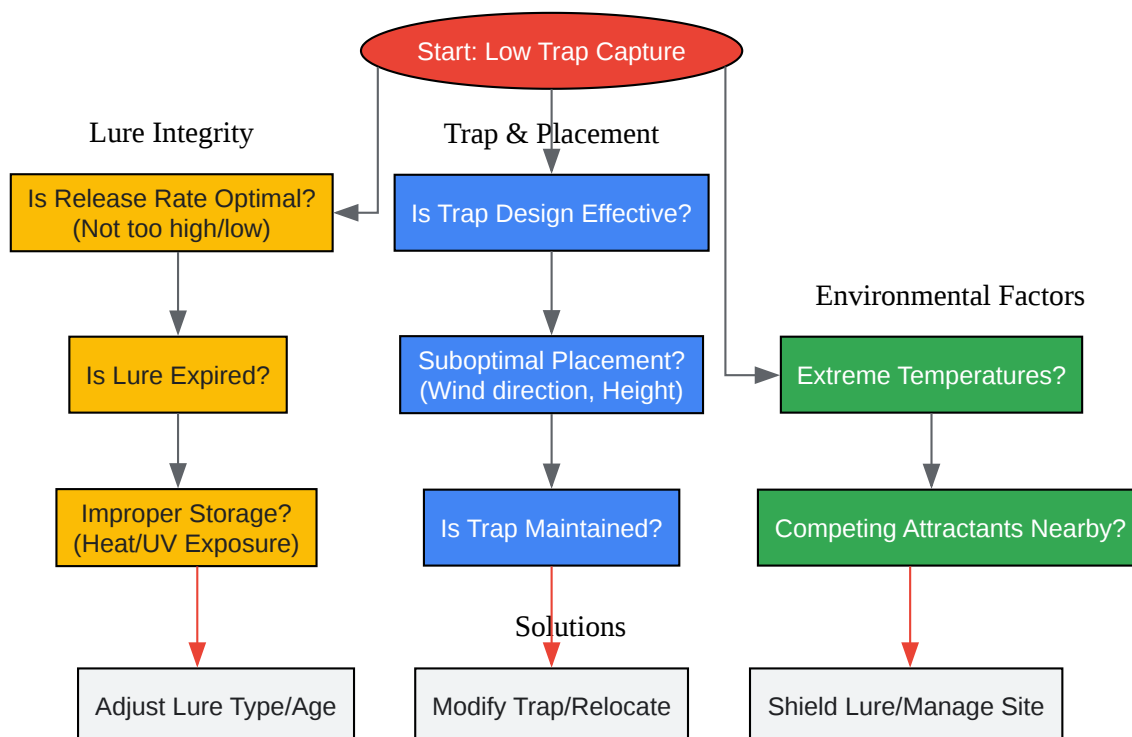 Start: Low Trap Capture
Lure Integrity
Trap & Placement
Is Release Rate Optimal?
(Not too high/low)
Is Trap Design Effective?
Environmental Factors
Is Lure Expired?
Suboptimal Placement?
(Wind direction, Height)
Extreme Temperatures?
Improper Storage?
(Heat/UV Exposure)
Is Trap Maintained?
Competing Attractants Nearby?
Solutions
Adjust Lure Type/Age
Modify Trap/Relocate
Shield Lure/Manage Site